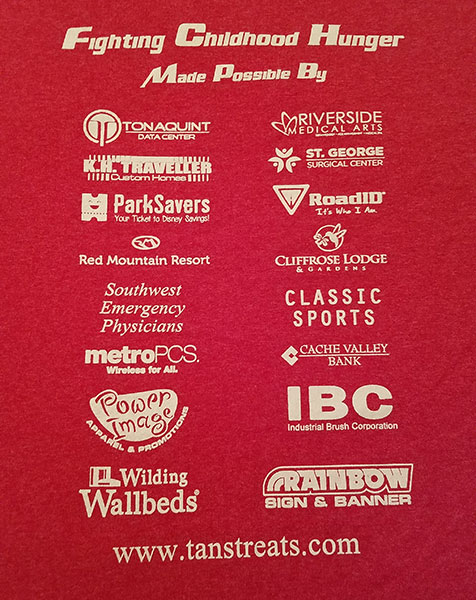 Fighting Childhood Hunger
Made Possible By
TONAQUINT
DATA CENTER
RIVERSIDE
MEDICAL ARTS
K.H. TRAVELLER
Custom Homes
ST. GEORGE
SURGICAL CENTER
ParkSavers
Your Ticket to Disney Savings!
RoadID
It's Who I Am.
Red Mountain Resort
CLIFFROSE LODGE
& GARDENS
Southwest
Emergency
Physicians
CLASSIC
SPORTS
metroPCS.
Wireless for All.
CACHE VALLEY
BANK
Power
Image
APPAREL & PROMOTIONS
IBC
Industrial Brush Corporation
Wilding
Wallbeds®
RAINBOW
SIGN & BANNER
www.tanstreats.com